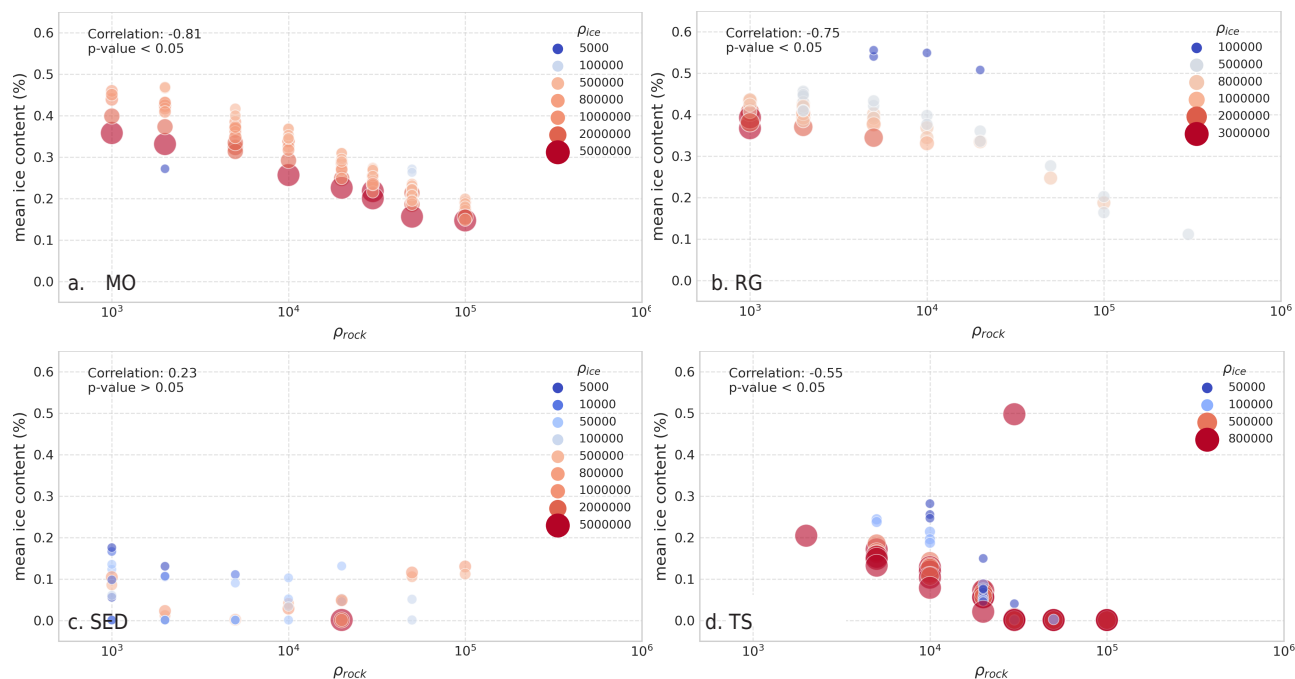 Correlation: -0.81
p-value < 0.05
ρice
5000
100000
500000
800000
1000000
2000000
5000000
mean ice content (%)
0.6
0.5
0.4
0.3
0.2
0.1
0.0
a. MO
10³ 10⁴ 10⁵ 10⁶
ρrock
Correlation: -0.75
p-value < 0.05
ρice
100000
500000
800000
1000000
2000000
3000000
mean ice content (%)
0.6
0.5
0.4
0.3
0.2
0.1
0.0
b. RG
10³ 10⁴ 10⁵ 10⁶
ρrock
Correlation: 0.23
p-value > 0.05
ρice
5000
10000
50000
100000
500000
800000
1000000
2000000
5000000
mean ice content (%)
0.6
0.5
0.4
0.3
0.2
0.1
0.0
c. SED
10³ 10⁴ 10⁵ 10⁶
ρrock
Correlation: -0.55
p-value < 0.05
ρice
50000
100000
500000
800000
mean ice content (%)
0.6
0.5
0.4
0.3
0.2
0.1
0.0
d. TS
10³ 10⁴ 10⁵ 10⁶
ρrock